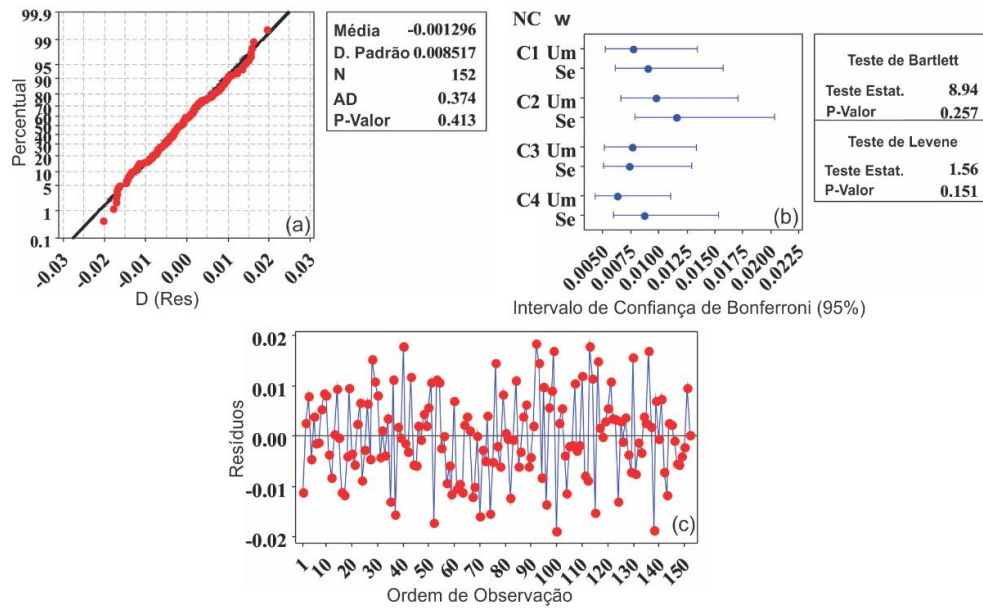 99.9
99
95
90
80
70
60
50
40
30
20
10
5
1
0.1
Percentual
-0.03
-0.02
-0.01
0.00
0.01
0.02
0.03
D (Res)
(a)
Média -0.001296
D. Padrão 0.008517
N 152
AD 0.374
P-Valor 0.413
NC w
C1 Um
Se
C2 Um
Se
C3 Um
Se
C4 Um
Se
(b)
0.0050
0.0075
0.0100
0.0125
0.0150
0.0175
0.0200
0.0225
Intervalo de Confiança de Bonferroni (95%)
Teste de Bartlett
Teste Estat. 8.94
P-Valor 0.257
Teste de Levene
Teste Estat. 1.56
P-Valor 0.151
0.02
0.01
0.00
-0.01
-0.02
Resíduos
(c)
1
10
20
30
40
50
60
70
80
90
100
110
120
130
140
150
Ordem de Observação